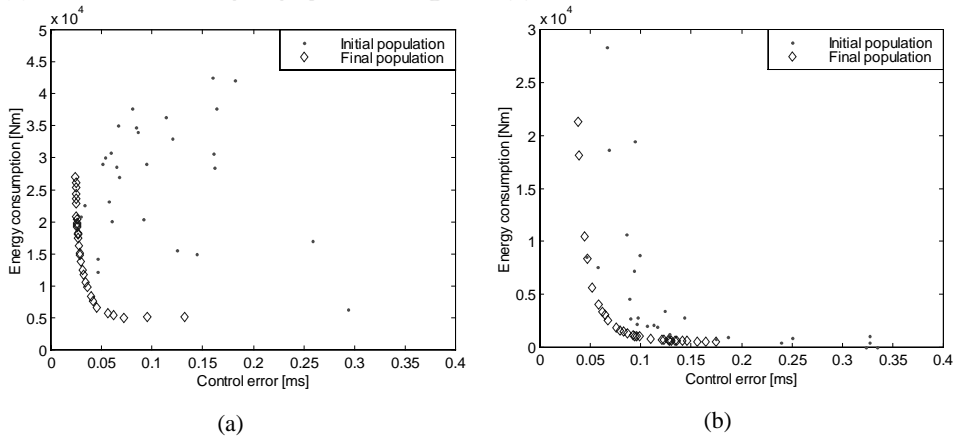 x 10⁴
5
4.5
4
3.5
3
2.5
2
1.5
1
0.5
0
Energy consumption [Nm]
0 0.05 0.1 0.15 0.2 0.25 0.3 0.35 0.4
Control error [ms]
Initial population
Final population
(a)
x 10⁴
3
2.5
2
1.5
1
0.5
0
Energy consumption [Nm]
0 0.05 0.1 0.15 0.2 0.25 0.3 0.35 0.4
Control error [ms]
Initial population
Final population
(b)